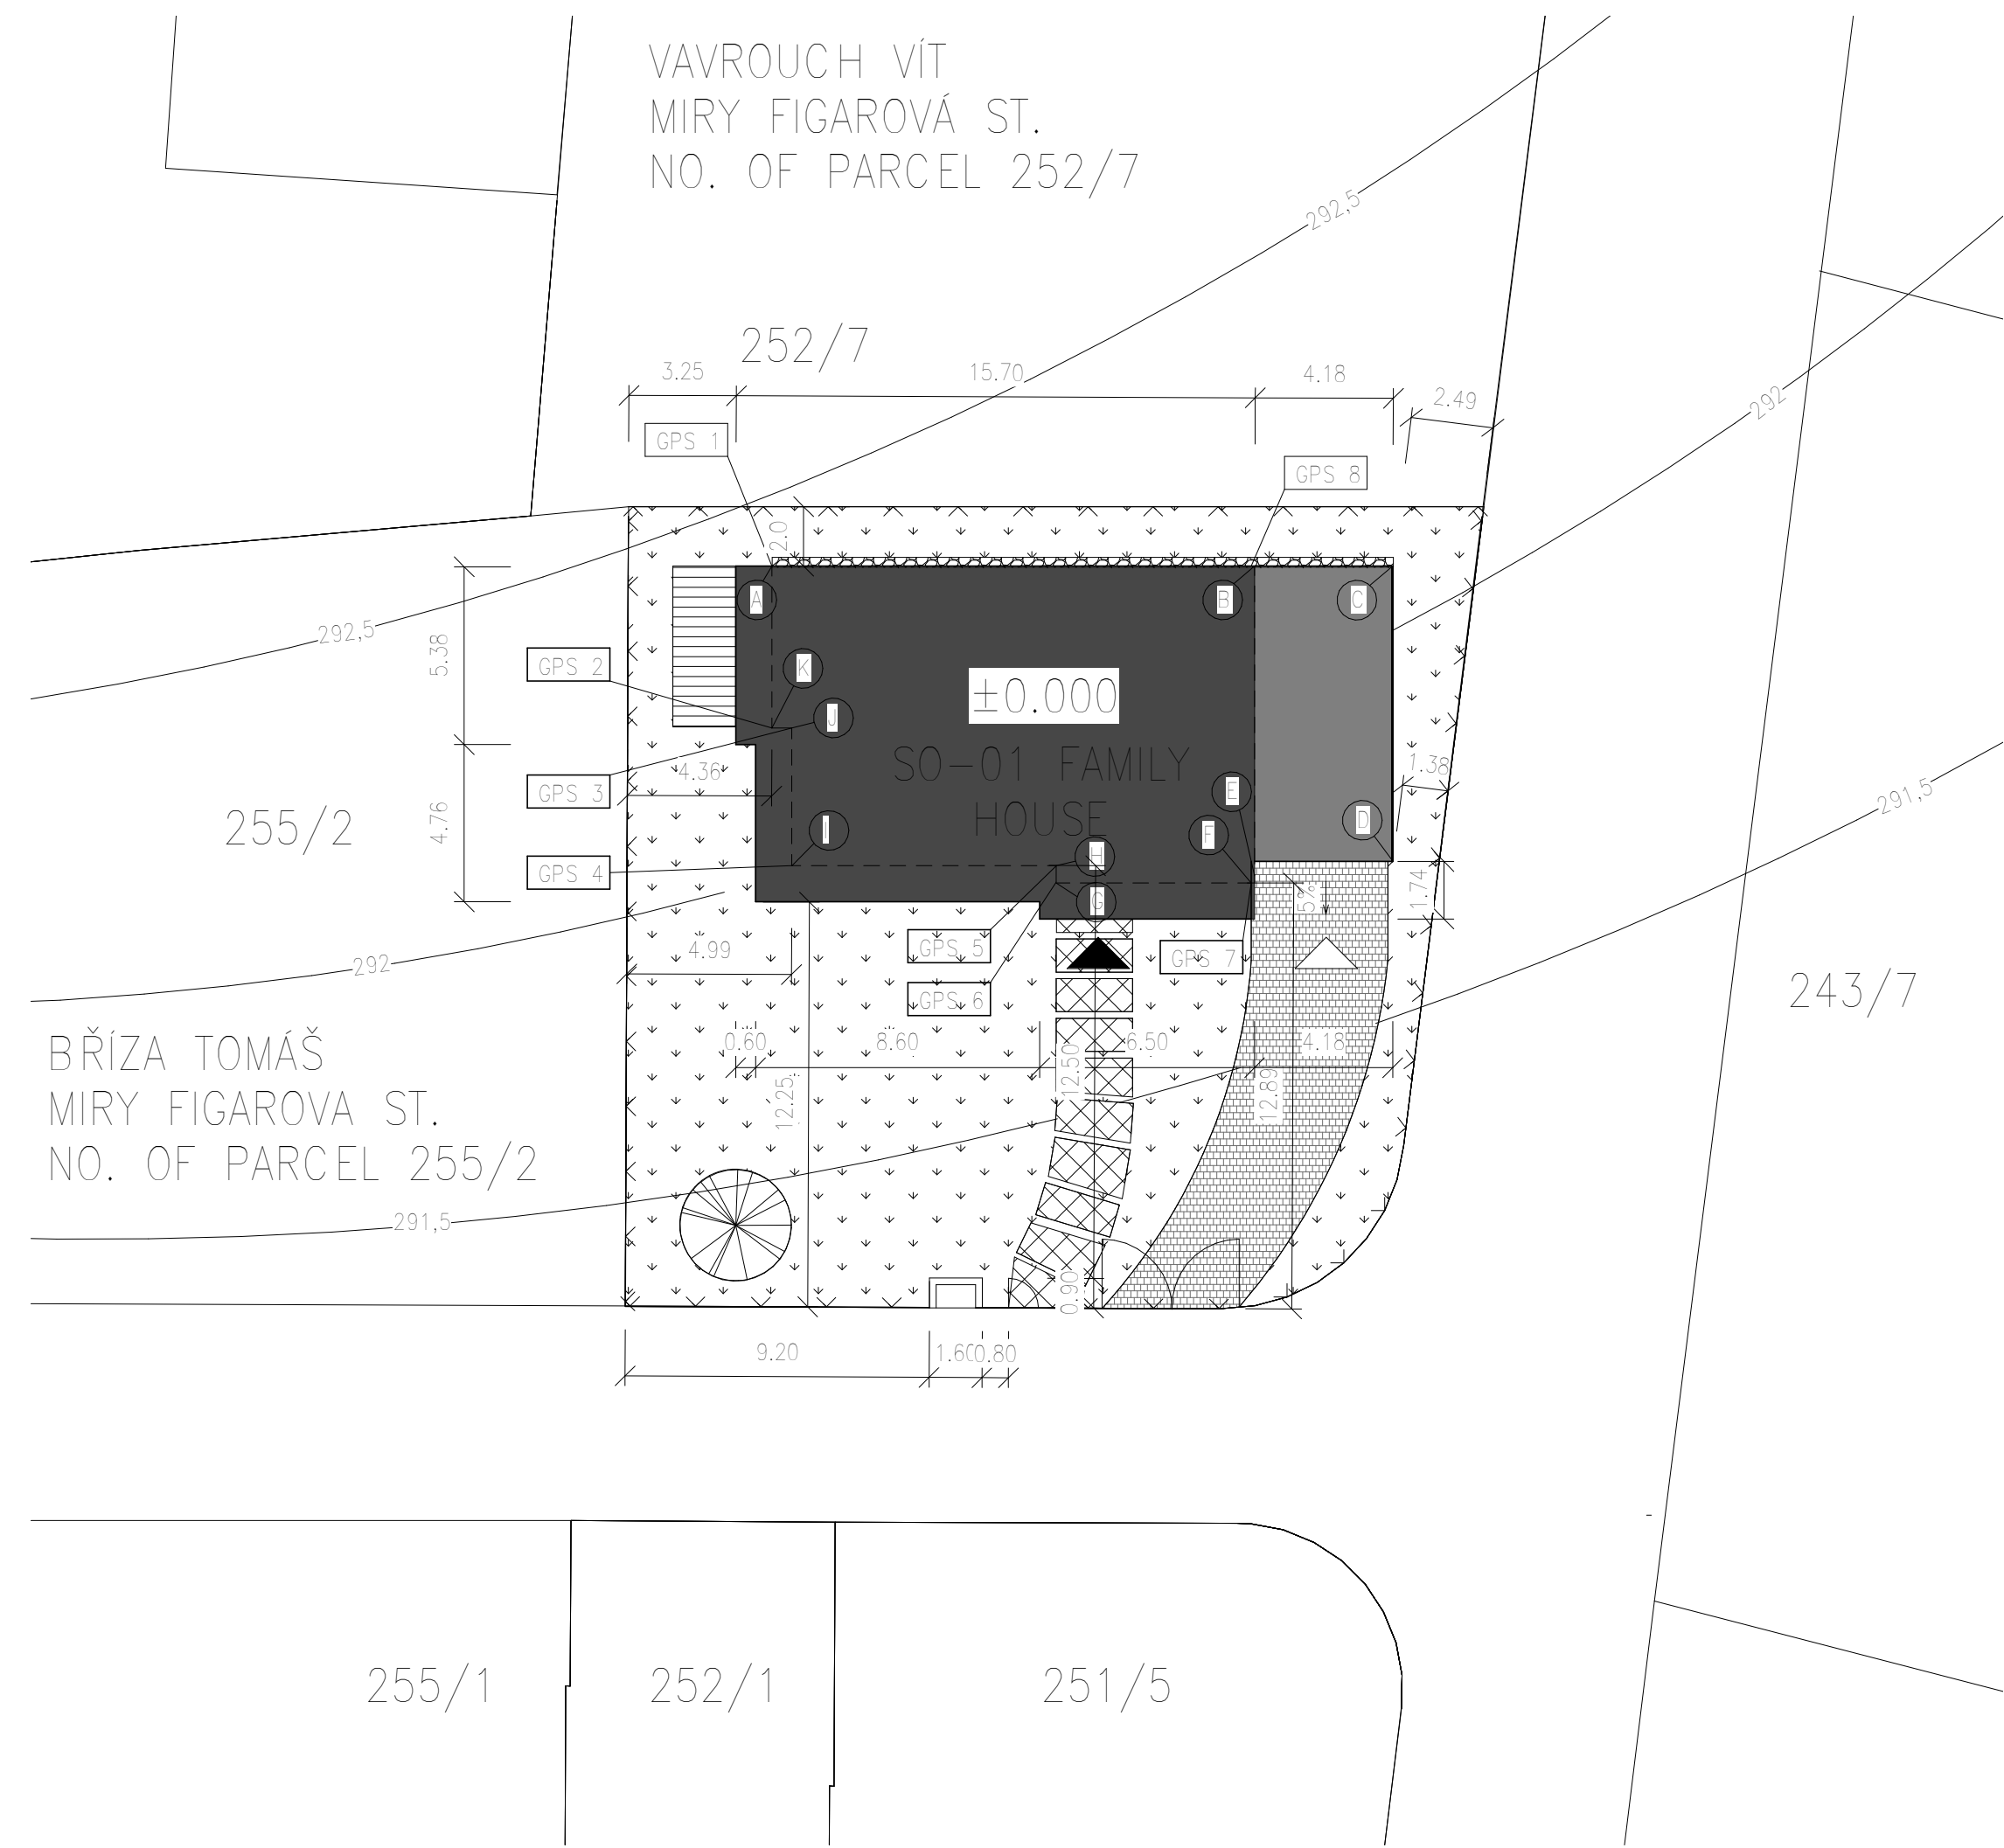 VAVROUCH VÍT
MIRY FIGAROVÁ ST.
NO. OF PARCEL 252/7
292,5
252/7
3.25
15.70
4.18
2.49
292
GPS 1
GPS 8
2.0
A
B
C
292,5
5.38
GPS 2
K
±0.000
J
SO-01 FAMILY
HOUSE
4.36
E
1.38
GPS 3
291,5
255/2
4.76
I
F
D
H
GPS 4
G
5%
1.74
4.99
GPS 5
GPS 7
292
GPS 6
243/7
BŘÍZA TOMÁŠ
MIRY FIGAROVA ST.
NO. OF PARCEL 255/2
0.60
8.60
6.50
4.18
12.25
12.50
12.89
291,5
0.90
9.20
1.60
0.80
255/1
252/1
251/5